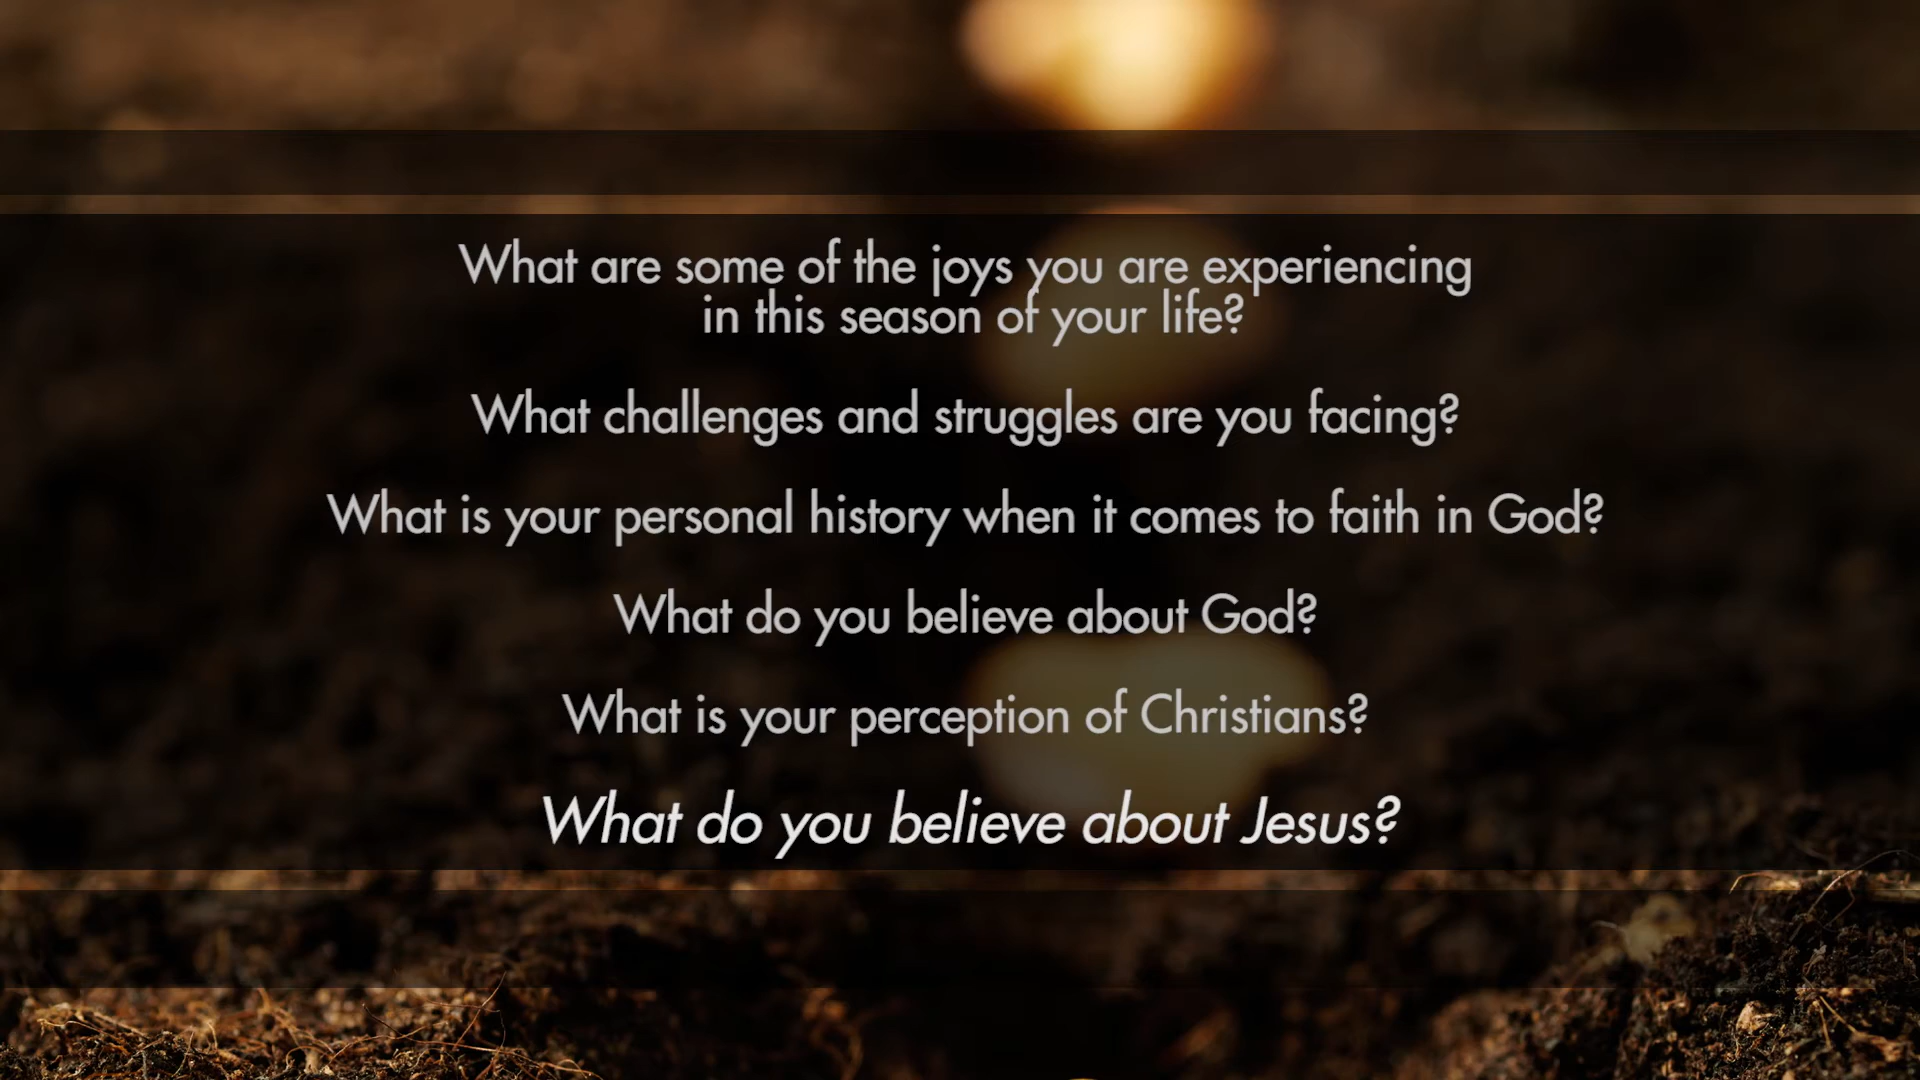 What are some of the joys you are experiencing
in this season of your life?
What challenges and struggles are you facing?
What is your personal history when it comes to faith in God?
What do you believe about God?
What is your perception of Christians?
What do you believe about Jesus?